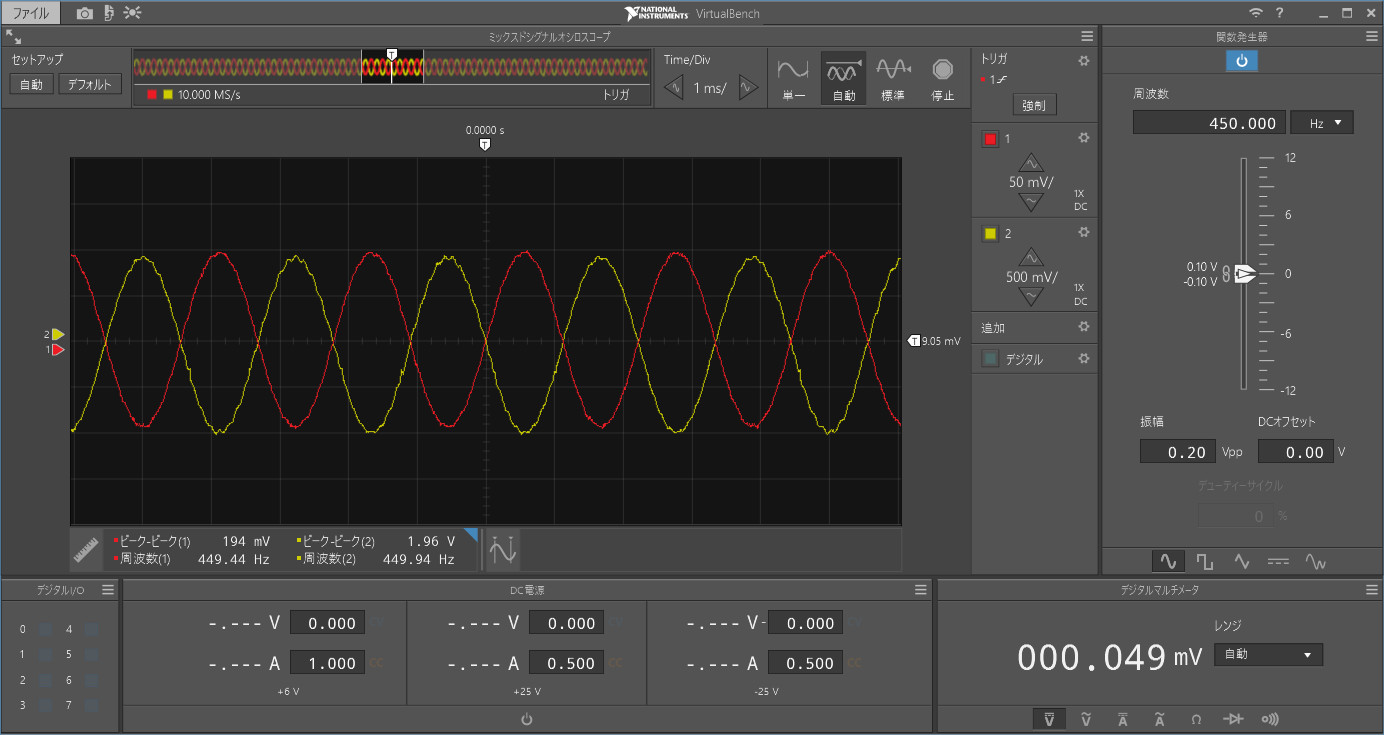 ファイル
NATIONAL INSTRUMENTS VirtualBench
?
ミックスドシグナルオシロスコープ
関数発生器
セットアップ
自動
デフォルト
10.000 MS/s
トリガ
Time/Div
1 ms/
単一
自動
標準
停止
トリガ
1
強制
0.0000 s
T
1
50 mV/
1X
DC
2
500 mV/
1X
DC
追加
デジタル
2
1
T 9.05 mV
周波数
450.000 Hz
12
6
0
-6
-12
0.10 V
-0.10 V
振幅
DCオフセット
0.20 Vpp
0.00 V
デューティーサイクル
0 %
ピーク-ピーク(1) 194 mV
ピーク-ピーク(2) 1.96 V
周波数(1) 449.44 Hz
周波数(2) 449.94 Hz
デジタルI/O
0 4
1 5
2 6
3 7
DC電源
-.--- V 0.000 CV
-.--- A 1.000 CC
+6 V
-.--- V 0.000 CV
-.--- A 0.500 CC
+25 V
-.--- V - 0.000 CV
-.--- A 0.500 CC
-25 V
デジタルマルチメータ
000.049 mV
レンジ
自動
V
V
A
A
Ω